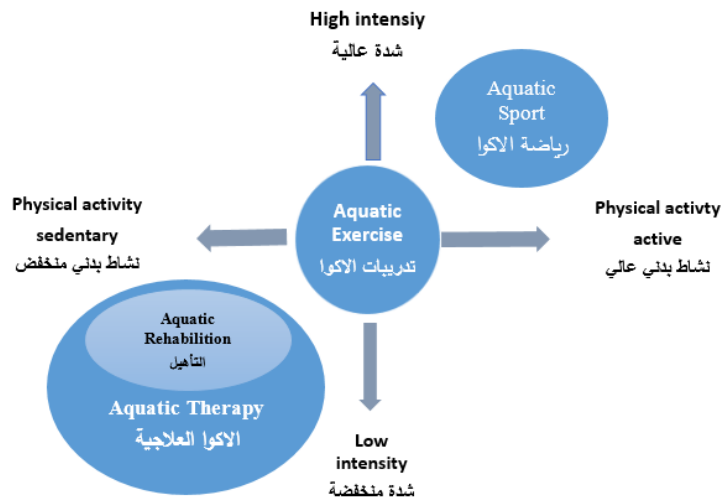 High intensiy
شدة عالية
Aquatic
Sport
رياضة الاكوا
Physical activity
sedentary
نشاط بدني منخفض
Aquatic
Exercise
تدريبات الاكوا
Physical activty
active
نشاط بدني عالي
Aquatic
Rehabilition
التأهيل
Aquatic Therapy
الاكوا العلاجية
Low
intensity
شدة منخفضة